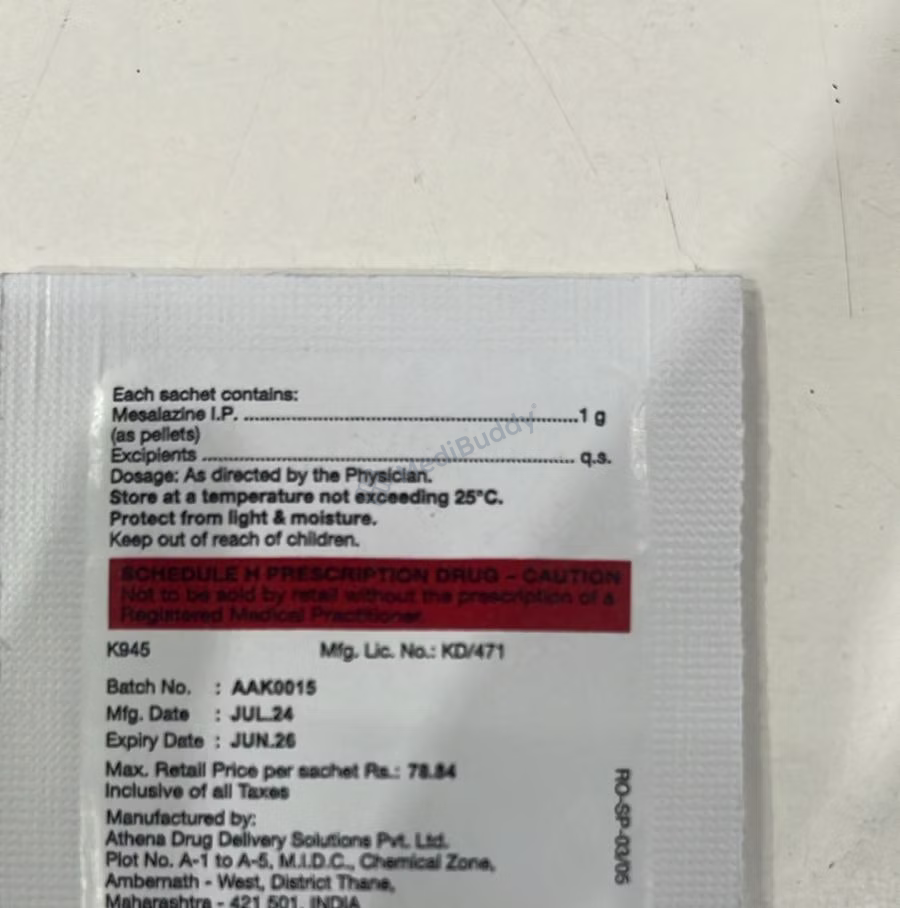 Each sachet contains:
Mesalazine I.P. ..........................................................................1 g
(as pellets)
Excipients ................................................................................... q.s.
Dosage: As directed by the Physician.
Store at a temperature not exceeding 25°C.
Protect from light & moisture.
Keep out of reach of children.
SCHEDULE H PRESCRIPTION DRUG - CAUTION
Not to be sold by retail without the prescription of a
Registered Medical Practitioner.
K945 Mfg. Lic. No.: KD/471
Batch No. : AAK0015
Mfg. Date : JUL.24
Expiry Date : JUN.26
Max. Retail Price per sachet Rs.: 78.84
Inclusive of all Taxes
Manufactured by:
Athena Drug Delivery Solutions Pvt. Ltd.
Plot No. A-1 to A-5, M.I.D.C., Chemical Zone,
Ambernath - West, District Thane,
Maharashtra - 421 501, INDIA
RO-SP-03/05
MediBuddy